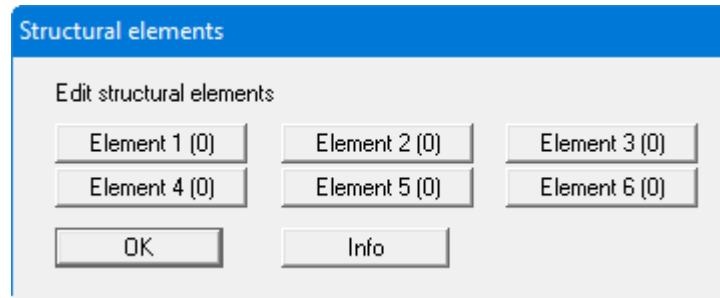 Structural elements
Edit structural elements
Element 1 (0) Element 2 (0) Element 3 (0)
Element 4 (0) Element 5 (0) Element 6 (0)
OK Info